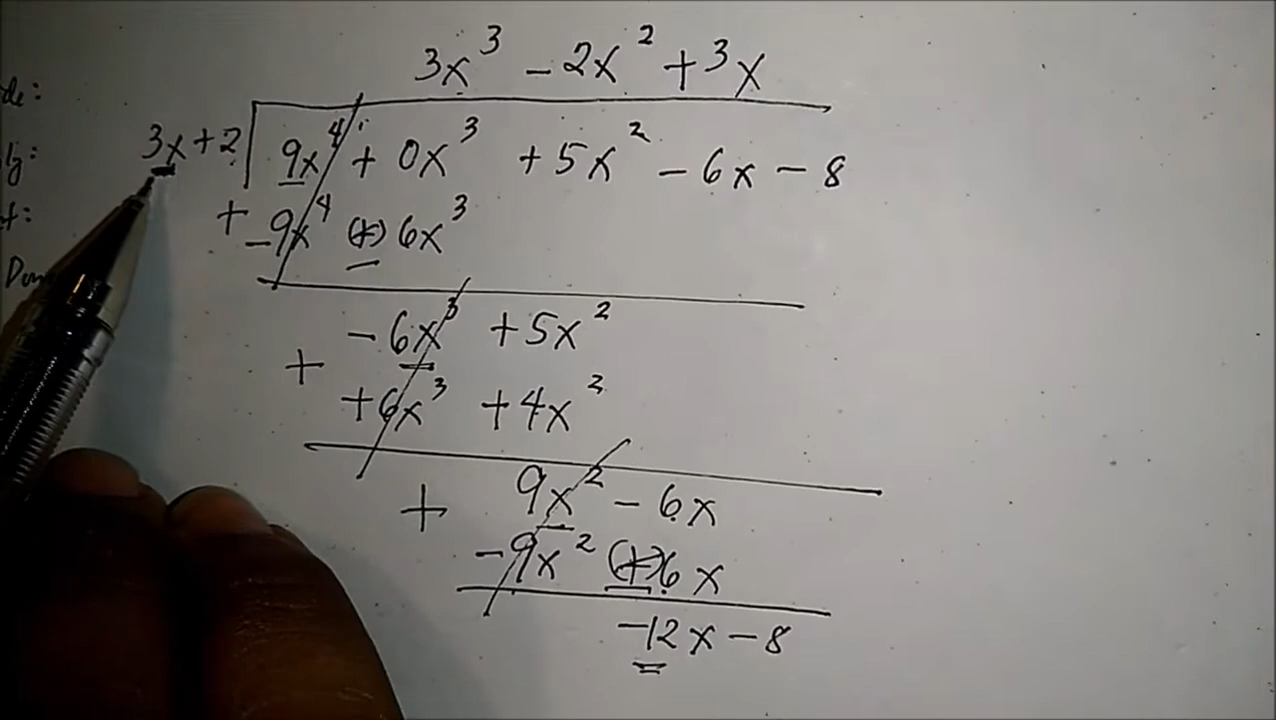 3x³ - 2x² + 3x
3x + 2 9x⁴ + 0x³ + 5x² - 6x - 8
+ -9x⁴ (+) 6x³
- 6x³ + 5x²
+
+6x³ + 4x²
+ 9x² - 6x
-9x² (+) 6x
-12x - 8